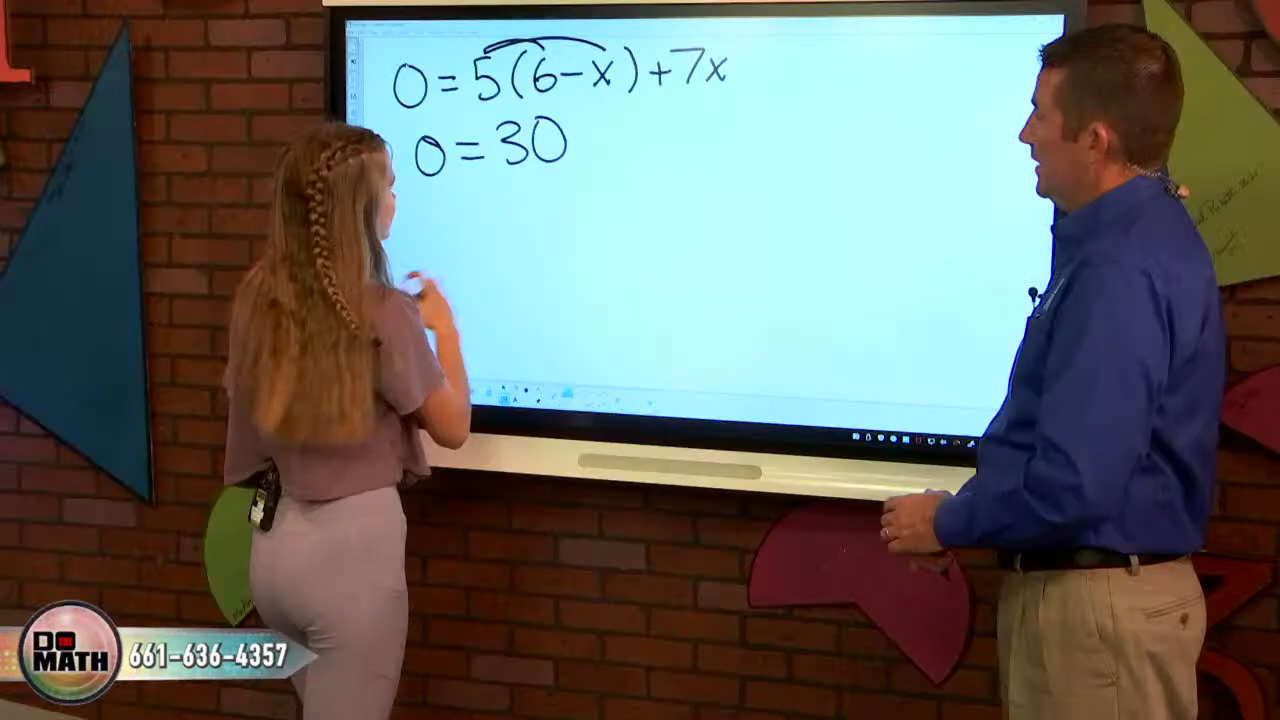 0 = 5(6-x) + 7x
0 = 30
DO THE MATH
661-636-4357